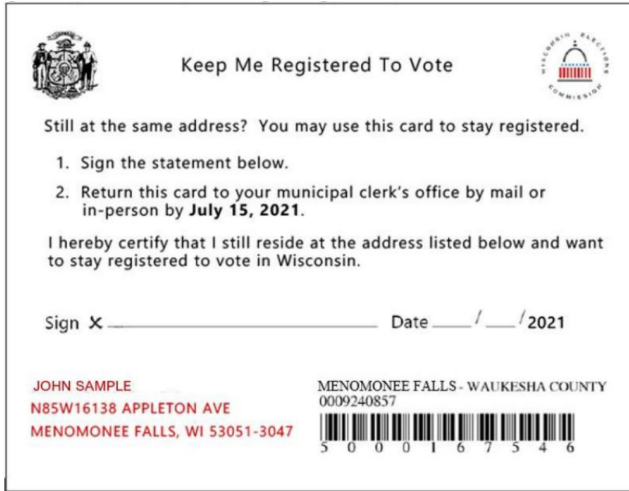 Keep Me Registered To Vote
WISCONSIN ELECTIONS
COMMISSION
Still at the same address? You may use this card to stay registered.
1. Sign the statement below.
2. Return this card to your municipal clerk's office by mail or
in-person by July 15, 2021.
I hereby certify that I still reside at the address listed below and want
to stay registered to vote in Wisconsin.
Sign X Date / / 2021
JOHN SAMPLE
N85W16138 APPLETON AVE
MENOMONEE FALLS, WI 53051-3047
MENOMONEE FALLS - WAUKESHA COUNTY
0009240857
5 0 0 0 1 6 7 5 4 6